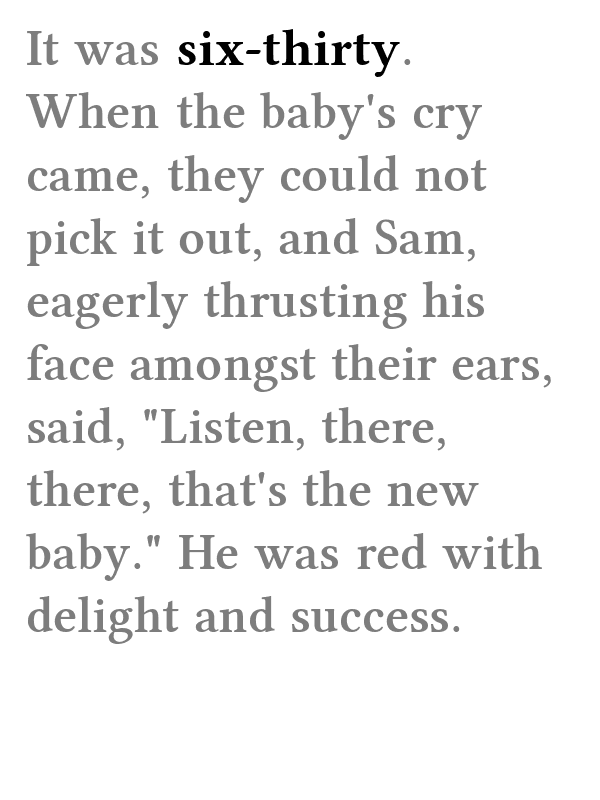 It was six-thirty.
When the baby's cry
came, they could not
pick it out, and Sam,
eagerly thrusting his
face amongst their ears,
said, "Listen, there,
there, that's the new
baby." He was red with
delight and success.